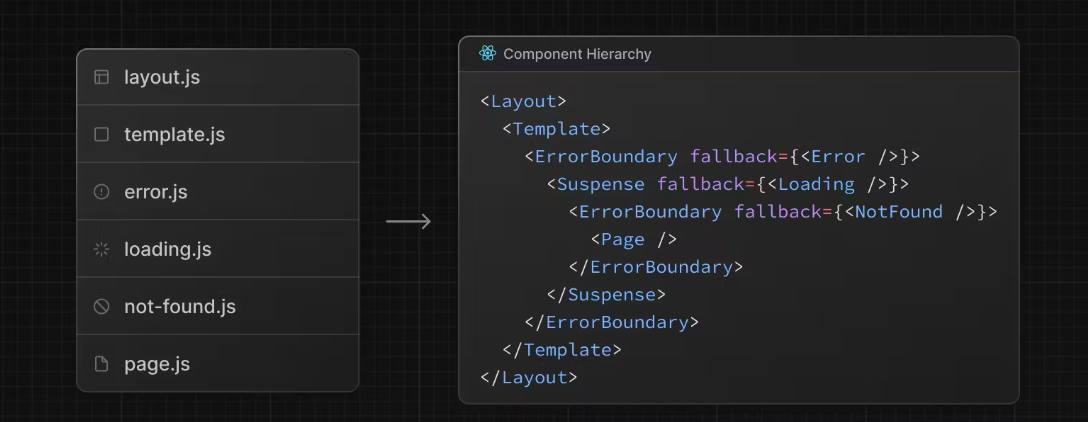 layout.js
template.js
error.js
loading.js
not-found.js
page.js
Component Hierarchy
<Layout>
  <Template>
    <ErrorBoundary fallback={<Error />}>
      <Suspense fallback={<Loading />}>
        <ErrorBoundary fallback={<NotFound />}>
          <Page />
        </ErrorBoundary>
      </Suspense>
    </ErrorBoundary>
  </Template>
</Layout>